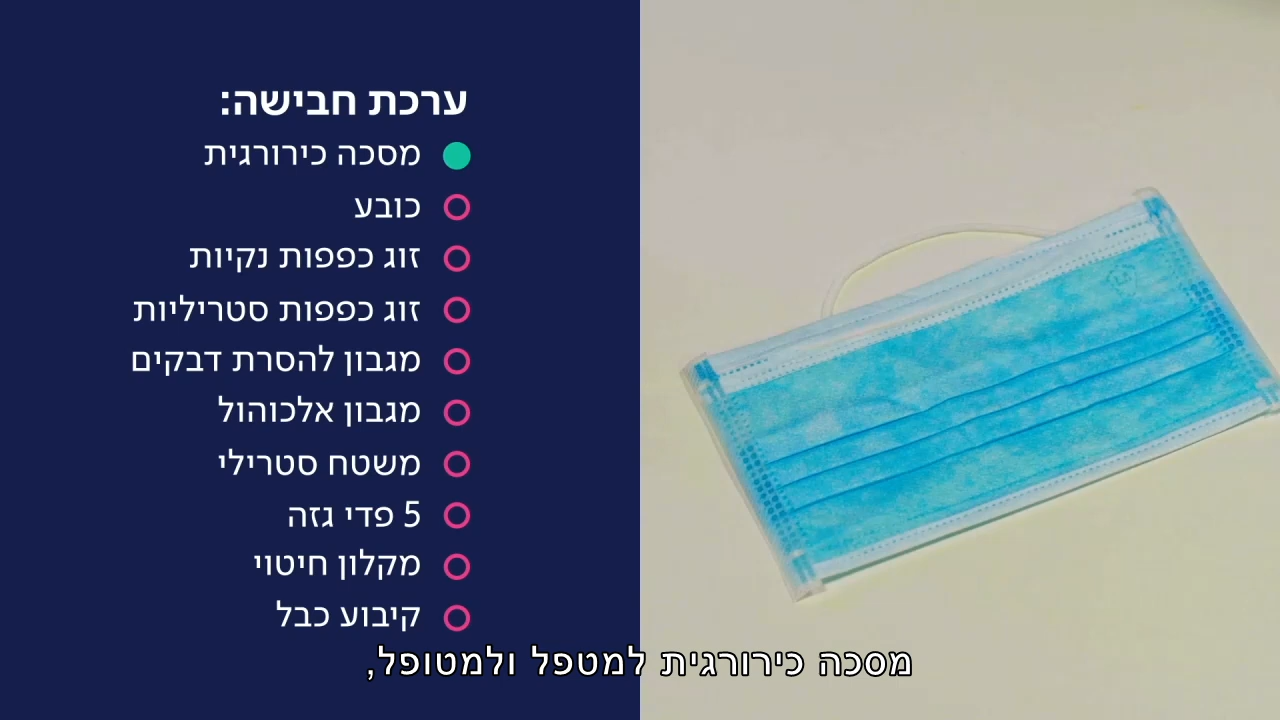 ערכת חבישה:
מסכה כירורגית
כובע
זוג כפפות נקיות
זוג כפפות סטריליות
מגבון להסרת דבקים
מגבון אלכוהול
משטח סטרילי
5 פדי גזה
מקלון חיטוי
קיבוע כבל
מסכה כירורגית למטפל ולמטופל,